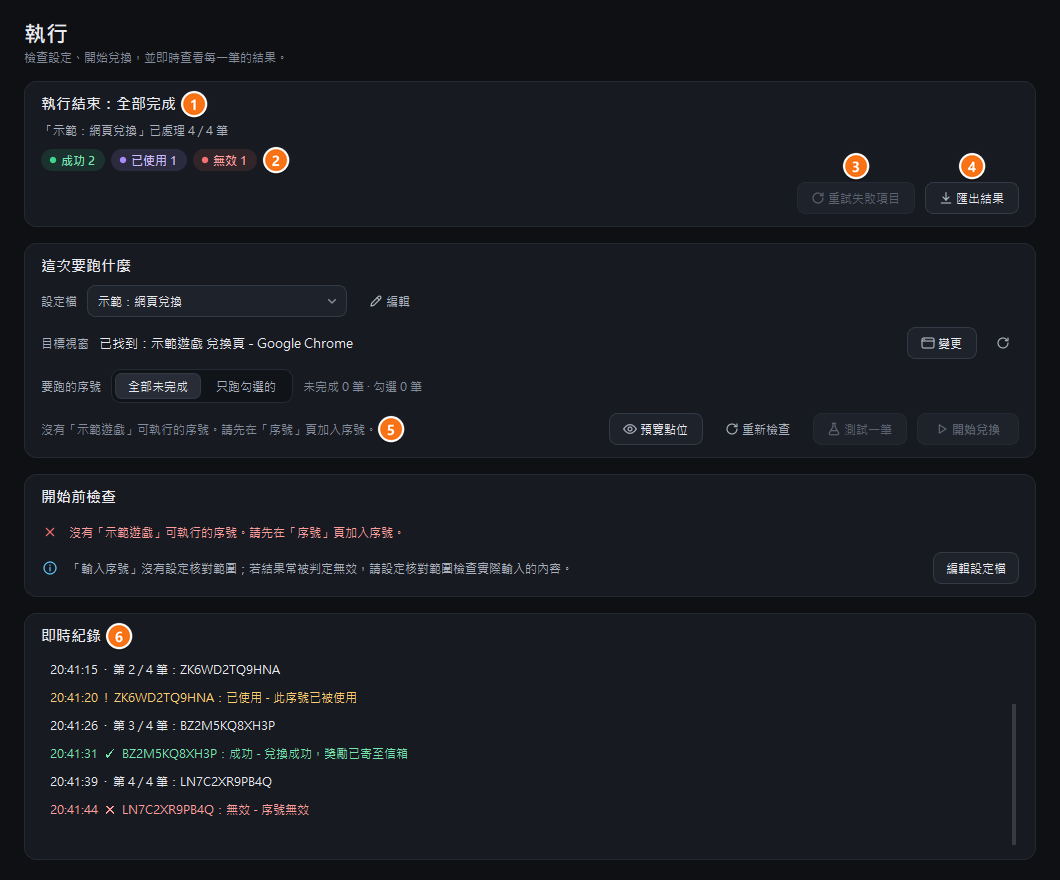 執行
檢查設定、開始兌換，並即時查看每一筆的結果。
執行結束：全部完成 1
「示範：網頁兌換」已處理 4 / 4 筆
成功 2 已使用 1 無效 1 2
3 4
重試失敗項目 匯出結果
這次要跑什麼
設定檔 示範：網頁兌換 編輯
目標視窗 已找到：示範遊戲 兌換頁 - Google Chrome 變更
要跑的序號 全部未完成 只跑勾選的 未完成 0 筆 · 勾選 0 筆
沒有「示範遊戲」可執行的序號。請先在「序號」頁加入序號。 5 預覽點位 重新檢查 測試一筆 開始兌換
開始前檢查
沒有「示範遊戲」可執行的序號。請先在「序號」頁加入序號。
「輸入序號」沒有設定核對範圍；若結果常被判定無效，請設定核對範圍檢查實際輸入的內容。 編輯設定檔
即時紀錄 6
20:41:15 · 第 2 / 4 筆：ZK6WD2TQ9HNA
20:41:20 ! ZK6WD2TQ9HNA：已使用 - 此序號已被使用
20:41:26 · 第 3 / 4 筆：BZ2M5KQ8XH3P
20:41:31 ✓ BZ2M5KQ8XH3P：成功 - 兌換成功，獎勵已寄至信箱
20:41:39 · 第 4 / 4 筆：LN7C2XR9PB4Q
20:41:44 ✕ LN7C2XR9PB4Q：無效 - 序號無效